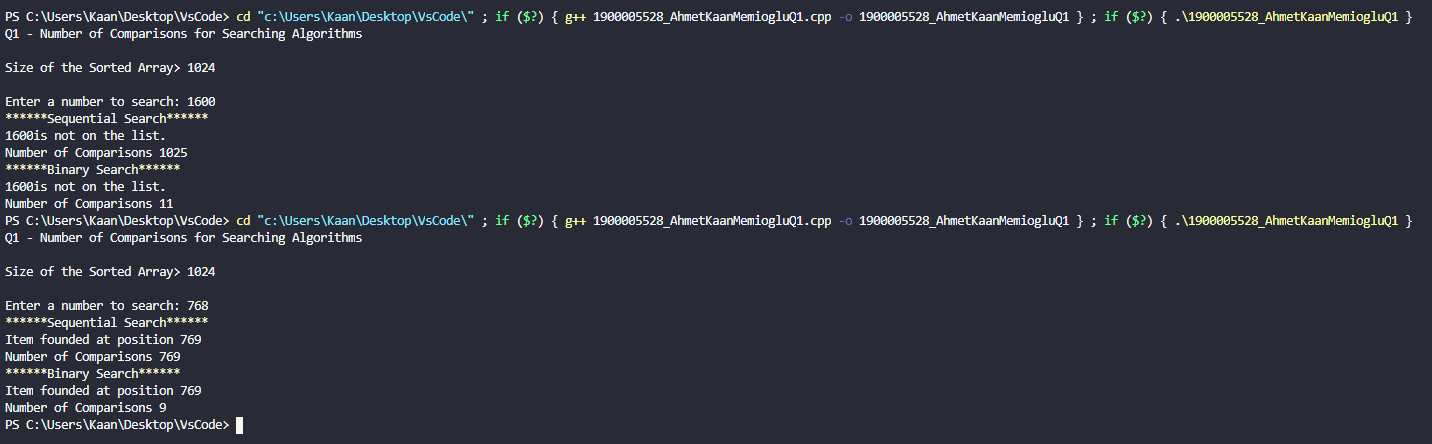 PS C:\Users\Kaan\Desktop\VsCode> cd "c:\Users\Kaan\Desktop\VsCode\" ; if ($?) { g++ 1900005528_AhmetKaanMemiogluQ1.cpp -o 1900005528_AhmetKaanMemiogluQ1 } ; if ($?) { .\1900005528_AhmetKaanMemiogluQ1 }
Q1 - Number of Comparisons for Searching Algorithms
Size of the Sorted Array> 1024
Enter a number to search: 1600
******Sequential Search******
1600is not on the list.
Number of Comparisons 1025
******Binary Search******
1600is not on the list.
Number of Comparisons 11
PS C:\Users\Kaan\Desktop\VsCode> cd "c:\Users\Kaan\Desktop\VsCode\" ; if ($?) { g++ 1900005528_AhmetKaanMemiogluQ1.cpp -o 1900005528_AhmetKaanMemiogluQ1 } ; if ($?) { .\1900005528_AhmetKaanMemiogluQ1 }
Q1 - Number of Comparisons for Searching Algorithms
Size of the Sorted Array> 1024
Enter a number to search: 768
******Sequential Search******
Item founded at position 769
Number of Comparisons 769
******Binary Search******
Item founded at position 769
Number of Comparisons 9
PS C:\Users\Kaan\Desktop\VsCode>